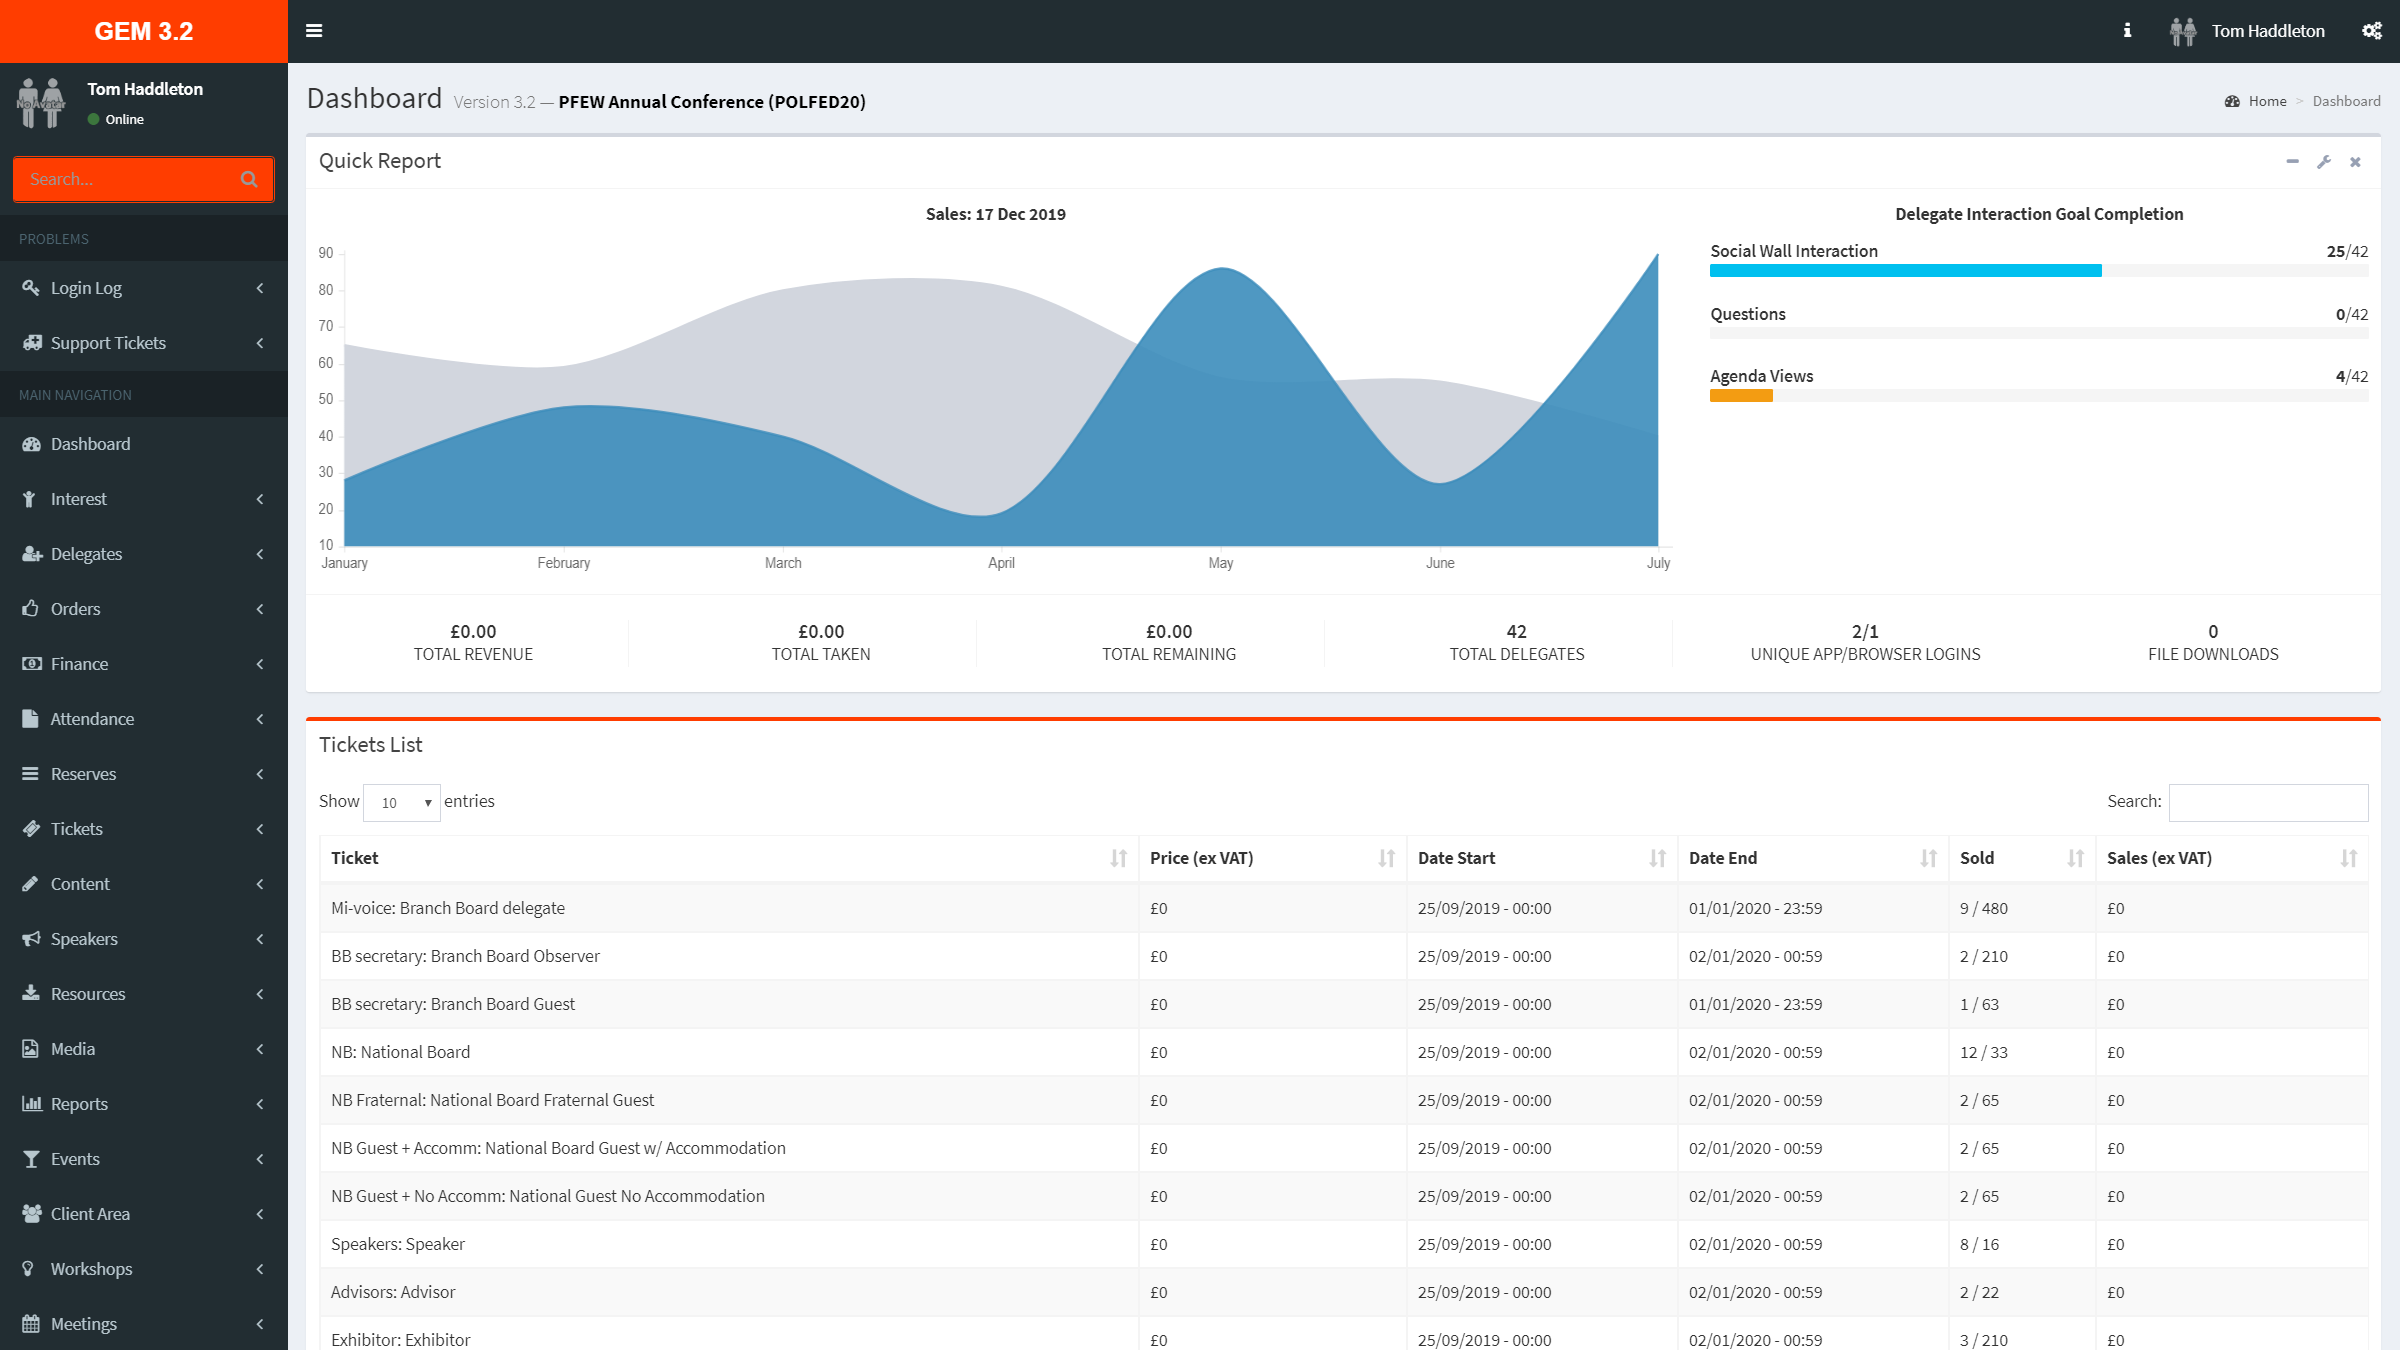 GEM 3.2
Tom Haddleton
No Avatar
Tom Haddleton
Online
Search...
PROBLEMS
Login Log
Support Tickets
MAIN NAVIGATION
Dashboard
Interest
Delegates
Orders
Finance
Attendance
Reserves
Tickets
Content
Speakers
Resources
Media
Reports
Events
Client Area
Workshops
Meetings
Dashboard Version 3.2 — PFEW Annual Conference (POLFED20)
Home > Dashboard
Quick Report
Sales: 17 Dec 2019
90
80
70
60
50
40
30
20
10
January February March April May June July
Delegate Interaction Goal Completion
Social Wall Interaction 25/42
Questions 0/42
Agenda Views 4/42
£0.00 £0.00 £0.00 42 2/1 0
TOTAL REVENUE TOTAL TAKEN TOTAL REMAINING TOTAL DELEGATES UNIQUE APP/BROWSER LOGINS FILE DOWNLOADS
Tickets List
Show 10 entries Search:
Ticket Price (ex VAT) Date Start Date End Sold Sales (ex VAT)
Mi-voice: Branch Board delegate £0 25/09/2019 - 00:00 01/01/2020 - 23:59 9 / 480 £0
BB secretary: Branch Board Observer £0 25/09/2019 - 00:00 02/01/2020 - 00:59 2 / 210 £0
BB secretary: Branch Board Guest £0 25/09/2019 - 00:00 01/01/2020 - 23:59 1 / 63 £0
NB: National Board £0 25/09/2019 - 00:00 02/01/2020 - 00:59 12 / 33 £0
NB Fraternal: National Board Fraternal Guest £0 25/09/2019 - 00:00 02/01/2020 - 00:59 2 / 65 £0
NB Guest + Accomm: National Board Guest w/ Accommodation £0 25/09/2019 - 00:00 02/01/2020 - 00:59 2 / 65 £0
NB Guest + No Accomm: National Guest No Accommodation £0 25/09/2019 - 00:00 02/01/2020 - 00:59 2 / 65 £0
Speakers: Speaker £0 25/09/2019 - 00:00 02/01/2020 - 00:59 8 / 16 £0
Advisors: Advisor £0 25/09/2019 - 00:00 02/01/2020 - 00:59 2 / 22 £0
Exhibitor: Exhibitor £0 25/09/2019 - 00:00 02/01/2020 - 00:59 3 / 210 £0